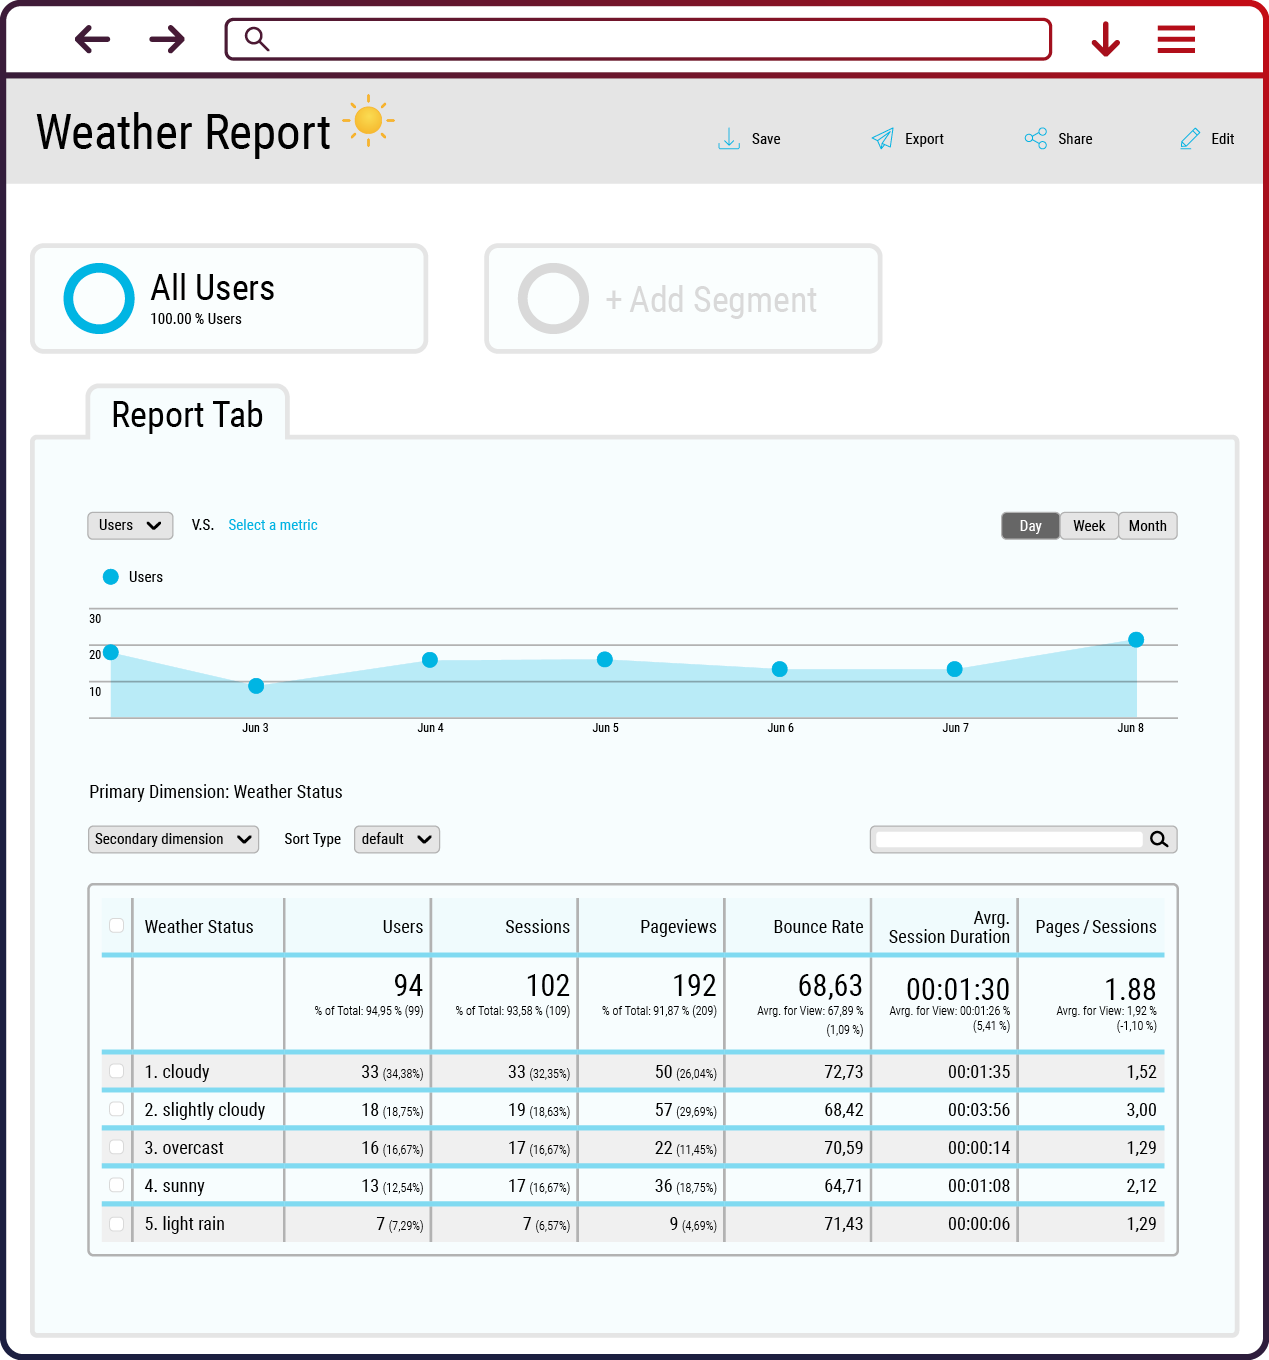 Weather Report
Save
Export
Share
Edit
All Users
100.00 % Users
+ Add Segment
Report Tab
Users
V.S.
Select a metric
Day
Week
Month
Users
30
20
10
Jun 3
Jun 4
Jun 5
Jun 6
Jun 7
Jun 8
Primary Dimension: Weather Status
Secondary dimension
Sort Type
default
Weather Status
Users
Sessions
Pageviews
Bounce Rate
Avrg.
Session Duration
Pages / Sessions
94
% of Total: 94,95 % (99)
102
% of Total: 93,58 % (109)
192
% of Total: 91,87 % (209)
68,63
Avrg. for View: 67,89 %
(1,09 %)
00:01:30
Avrg. for View: 00:01:26 %
(5,41 %)
1.88
Avrg. for View: 1,92 %
(-1,10 %)
1. cloudy 33 (34,38%) 33 (32,35%) 50 (26,04%) 72,73 00:01:35 1,52
2. slightly cloudy 18 (18,75%) 19 (18,63%) 57 (29,69%) 68,42 00:03:56 3,00
3. overcast 16 (16,67%) 17 (16,67%) 22 (11,45%) 70,59 00:00:14 1,29
4. sunny 13 (12,54%) 17 (16,67%) 36 (18,75%) 64,71 00:01:08 2,12
5. light rain 7 (7,29%) 7 (6,57%) 9 (4,69%) 71,43 00:00:06 1,29